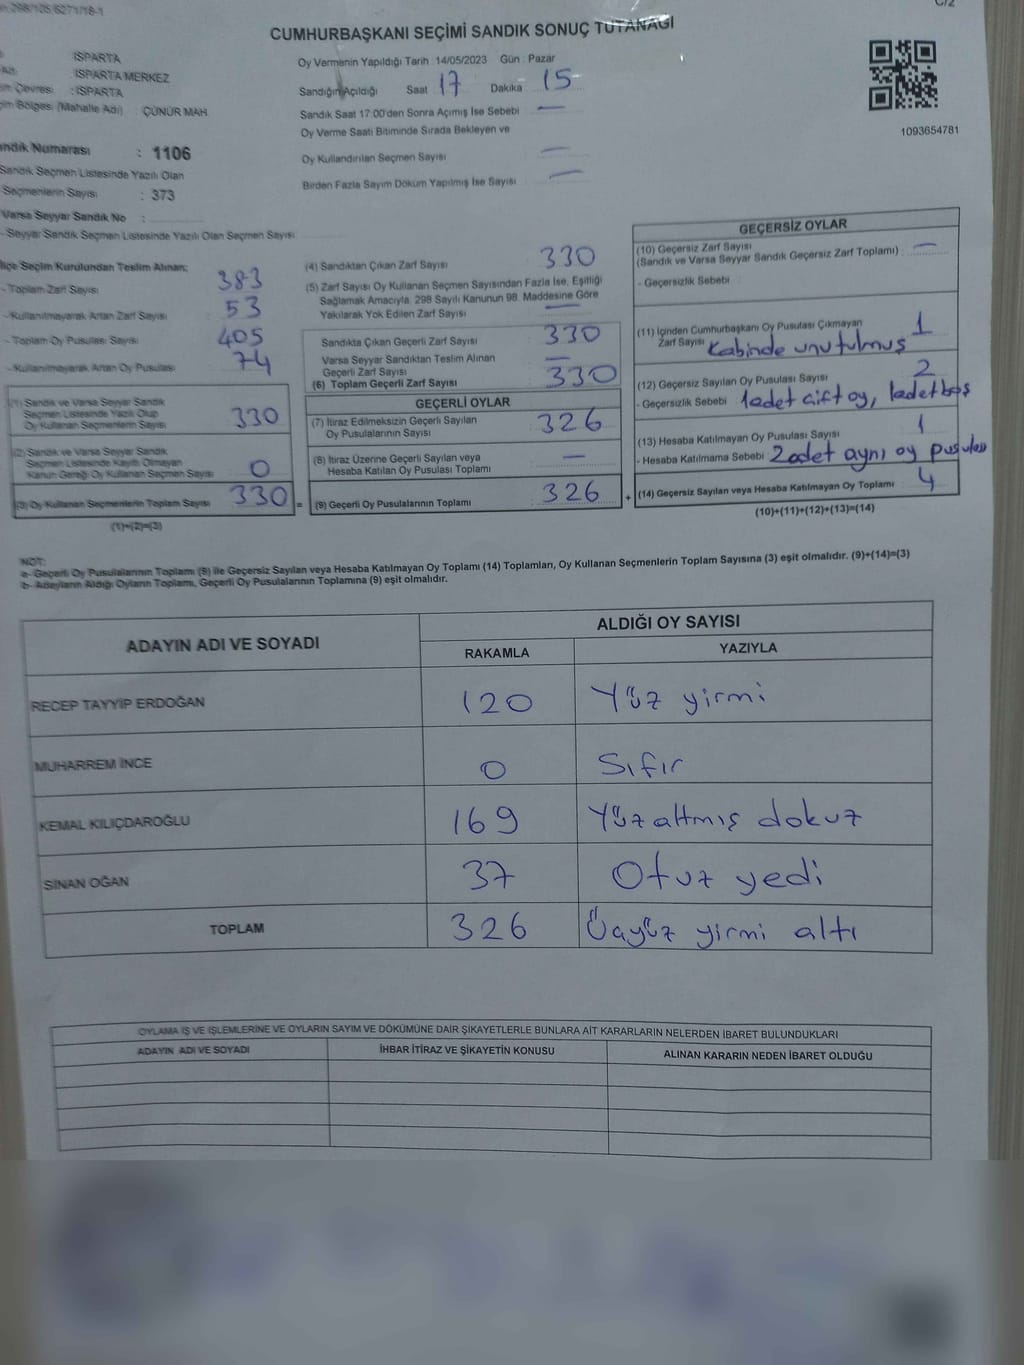 298/105/6271/18-1
C/2
CUMHURBAŞKANI SEÇİMİ SANDIK SONUÇ TUTANAĞI
: ISPARTA
: ISPARTA MERKEZ
Çevresi : ISPARTA
Bölgesi (Mahalle Adı) : ÇÜNÜR MAH.
Sandık Numarası : 1106
Sandık Seçmen Listesinde Yazılı Olan
Seçmenlerin Sayısı : 373
Varsa Seyyar Sandık No :
- Seyyar Sandık Seçmen Listesinde Yazılı Olan Seçmen Sayısı
Oy Vermenin Yapıldığı Tarih : 14/05/2023 Gün : Pazar
Sandığın Açıldığı Saat 17 Dakika 15
Sandık Saat 17:00'den Sonra Açımış İse Sebebi —
Oy Verme Saati Bitiminde Sırada Bekleyen ve
Oy Kullandırılan Seçmen Sayısı —
Birden Fazla Sayım Döküm Yapılmış İse Sayısı —
1093654781
İlçe Seçim Kurulundan Teslim Alınan;
- Toplam Zarf Sayısı 383
- Kullanılmayarak Artan Zarf Sayısı 53
- Toplam Oy Pusulası Sayısı 405
- Kullanılmayarak Artan Oy Pusulası 74
(1) Sandık ve Varsa Seyyar Sandık
Seçmen Listesinde Yazılı Olup
Oy Kullanan Seçmenlerin Sayısı 330
(2) Sandık ve Varsa Seyyar Sandık
Seçmen Listesinde Kayıtlı Olmayan
Kanun Gereği Oy Kullanan Seçmen Sayısı 0
(3) Oy Kullanan Seçmenlerin Toplam Sayısı 330 =
(1)+(2)=(3)
(4) Sandıktan Çıkan Zarf Sayısı 330
(5) Zarf Sayısı Oy Kullanan Seçmen Sayısından Fazla İse, Eşitliği
Sağlamak Amacıyla, 298 Sayılı Kanunun 98. Maddesine Göre
Yakılarak Yok Edilen Zarf Sayısı —
Sandıkta Çıkan Geçerli Zarf Sayısı 330
Varsa Seyyar Sandıktan Teslim Alınan
Geçerli Zarf Sayısı —
(6) Toplam Geçerli Zarf Sayısı 330
GEÇERLİ OYLAR
(7) İtiraz Edilmeksizin Geçerli Sayılan
Oy Pusulalarının Sayısı 326
(8) İtiraz Üzerine Geçerli Sayılan veya
Hesaba Katılan Oy Pusulası Toplamı —
(9) Geçerli Oy Pusulalarının Toplamı 326 +
GEÇERSİZ OYLAR
(10) Geçersiz Zarf Sayısı
(Sandık ve Varsa Seyyar Sandık Geçersiz Zarf Toplamı) —
- Geçersizlik Sebebi
(11) İçinden Cumhurbaşkanı Oy Pusulası Çıkmayan 1
Zarf Sayısı Kabinde unutulmuş
(12) Geçersiz Sayılan Oy Pusulası Sayısı 2
- Geçersizlik Sebebi 1adet çift oy, 1adet boş
(13) Hesaba Katılmayan Oy Pusulası Sayısı 1
- Hesaba Katılmama Sebebi 2adet aynı oy pusulası
(14) Geçersiz Sayılan veya Hesaba Katılmayan Oy Toplamı 4
(10)+(11)+(12)+(13)=(14)
NOT:
a- Geçerli Oy Pusulalarının Toplamı (9) ile Geçersiz Sayılan veya Hesaba Katılmayan Oy Toplamı (14) Toplamları, Oy Kullanan Seçmenlerin Toplam Sayısına (3) eşit olmalıdır. (9)+(14)=(3)
b- Adayların Aldığı Oyların Toplamı, Geçerli Oy Pusulalarının Toplamına (9) eşit olmalıdır.
ADAYIN ADI VE SOYADI
ALDIĞI OY SAYISI
RAKAMLA YAZIYLA
RECEP TAYYİP ERDOĞAN 120 Yüz yirmi
MUHARREM İNCE 0 Sıfır
KEMAL KILIÇDAROĞLU 169 Yüzaltmış dokuz
SİNAN OĞAN 37 Otuz yedi
TOPLAM 326 Üçyüz yirmi altı
OYLAMA İŞ VE İŞLEMLERİNE VE OYLARIN SAYIM VE DÖKÜMÜNE DAİR ŞİKAYETLERLE BUNLARA AİT KARARLARIN NELERDEN İBARET BULUNDUKLARI
ADAYIN ADI VE SOYADI İHBAR İTİRAZ VE ŞİKAYETİN KONUSU ALINAN KARARIN NEDEN İBARET OLDUĞU